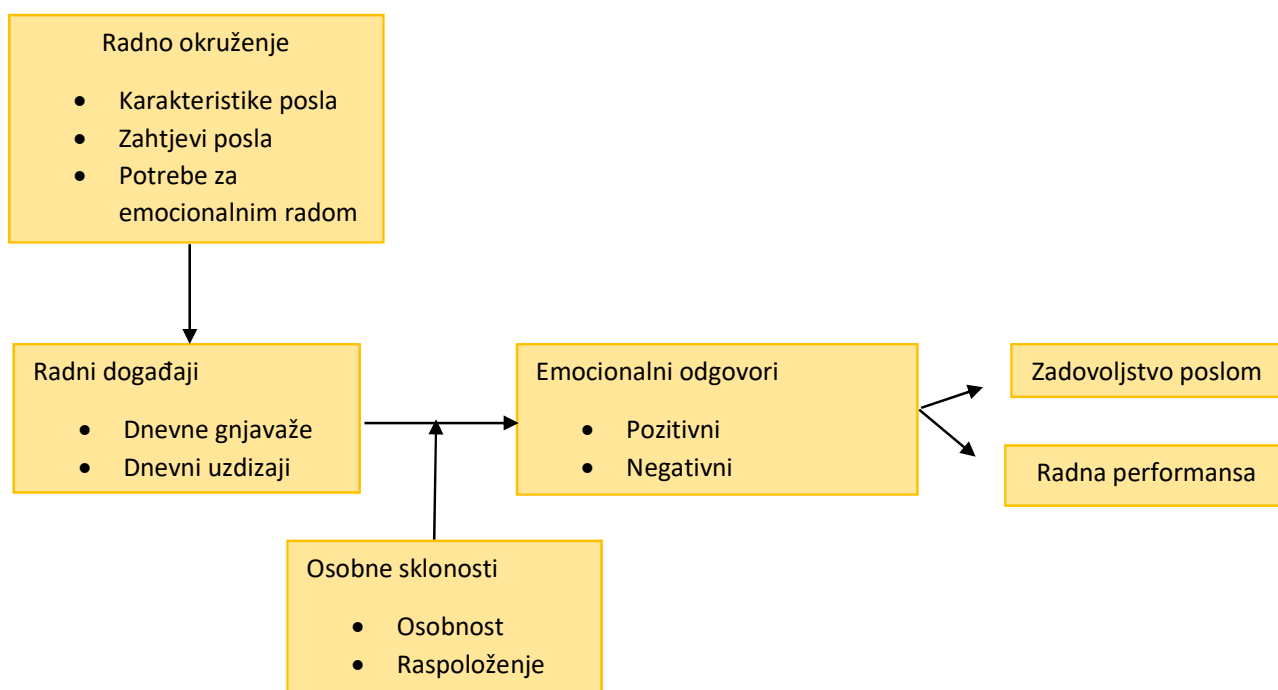 Radno okruženje
• Karakteristike posla
• Zahtjevi posla
• Potrebe za
emocionalnim radom
Radni događaji
• Dnevne gnjavaže
• Dnevni uzdizaji
Emocionalni odgovori
• Pozitivni
• Negativni
Zadovoljstvo poslom
Radna performansa
Osobne sklonosti
• Osobnost
• Raspoloženje